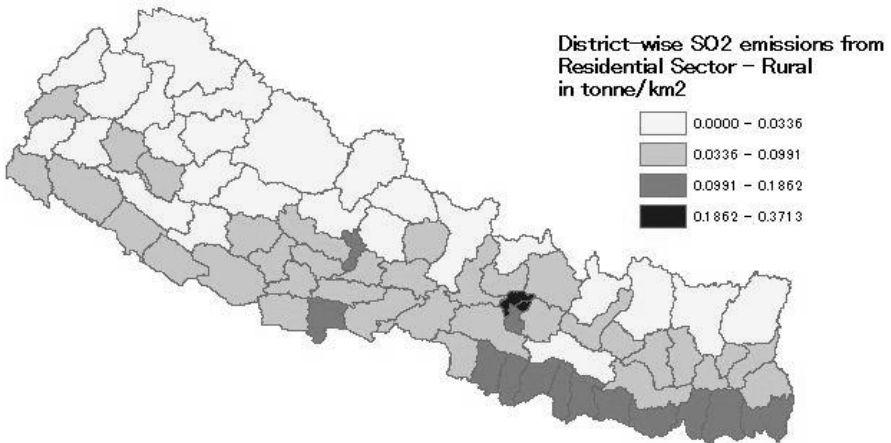 District-wise SO2 emissions from
Residential Sector - Rural
in tonne/km2
0.0000 - 0.0336
0.0336 - 0.0991
0.0991 - 0.1862
0.1862 - 0.3713